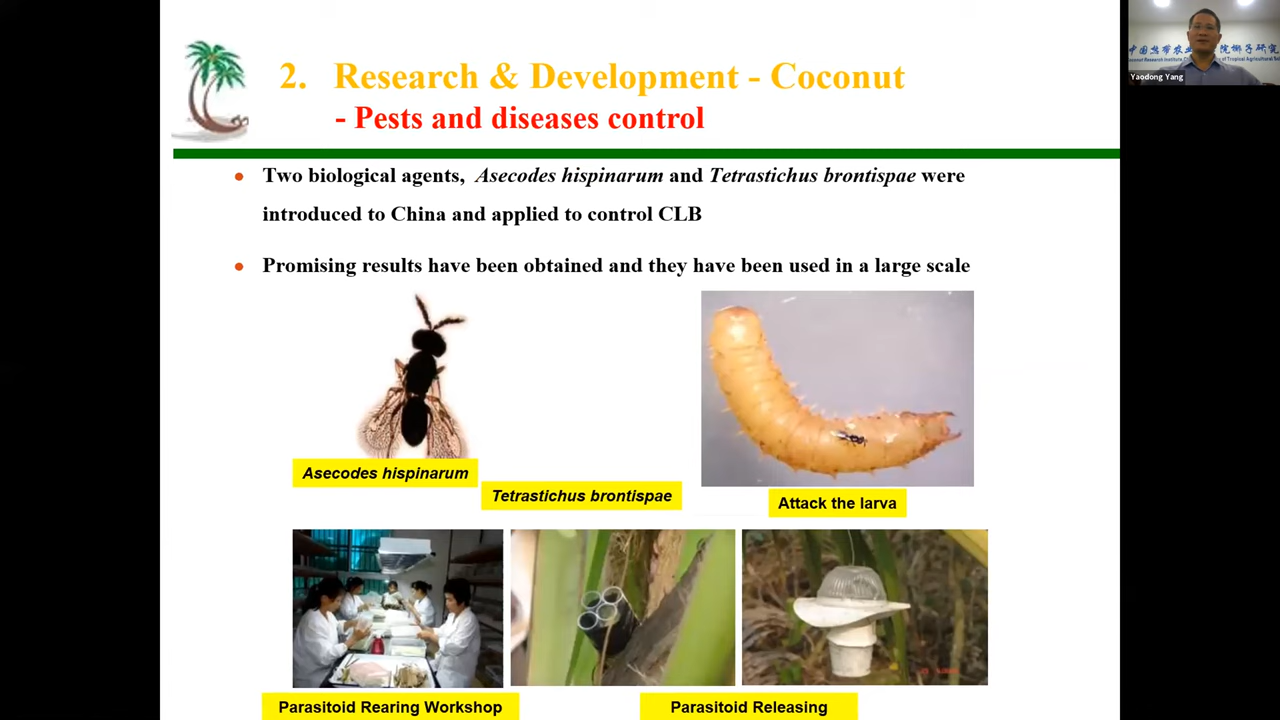 2. Research & Development - Coconut
- Pests and diseases control
Yaodong Yang
Two biological agents, Asecodes hispinarum and Tetrastichus brontispae were
introduced to China and applied to control CLB
Promising results have been obtained and they have been used in a large scale
Asecodes hispinarum
Tetrastichus brontispae
Attack the larva
Parasitoid Rearing Workshop
Parasitoid Releasing